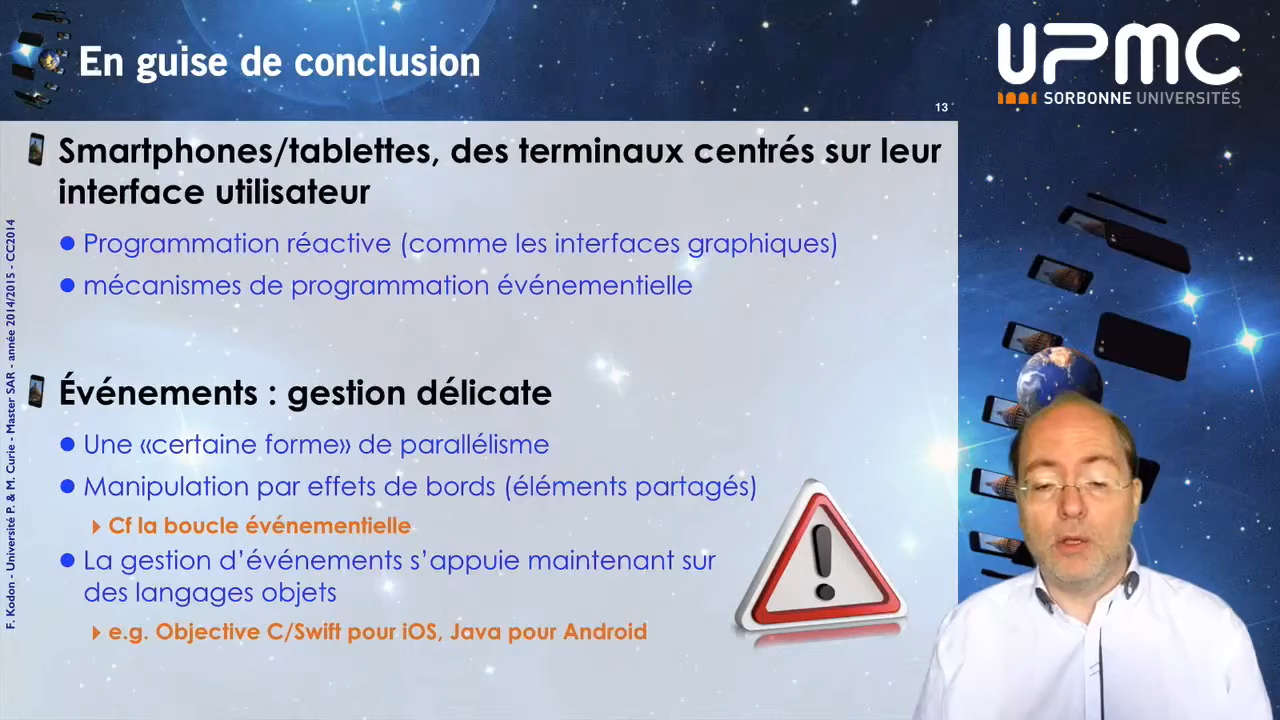 En guise de conclusion
UPMC
SORBONNE UNIVERSITÉS
13
Smartphones/tablettes, des terminaux centrés sur leur
interface utilisateur
Programmation réactive (comme les interfaces graphiques)
mécanismes de programmation événementielle
Événements : gestion délicate
Une «certaine forme» de parallélisme
Manipulation par effets de bords (éléments partagés)
Cf la boucle événementielle
La gestion d’événements s’appuie maintenant sur
des langages objets
e.g. Objective C/Swift pour iOS, Java pour Android
F. Kodon - Université P. & M. Curie - Master SAR - année 2014/2015 - CC2014